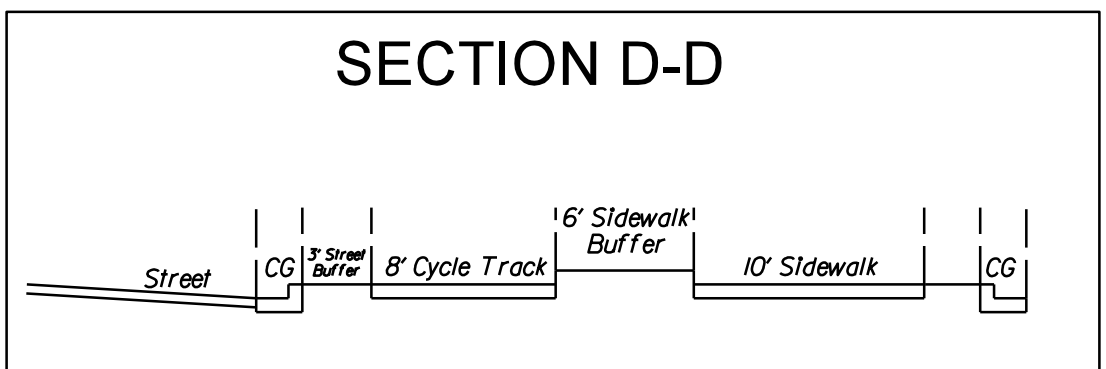 SECTION D-D
Street
CG
3' Street
Buffer
8' Cycle Track
6' Sidewalk
Buffer
10' Sidewalk
CG